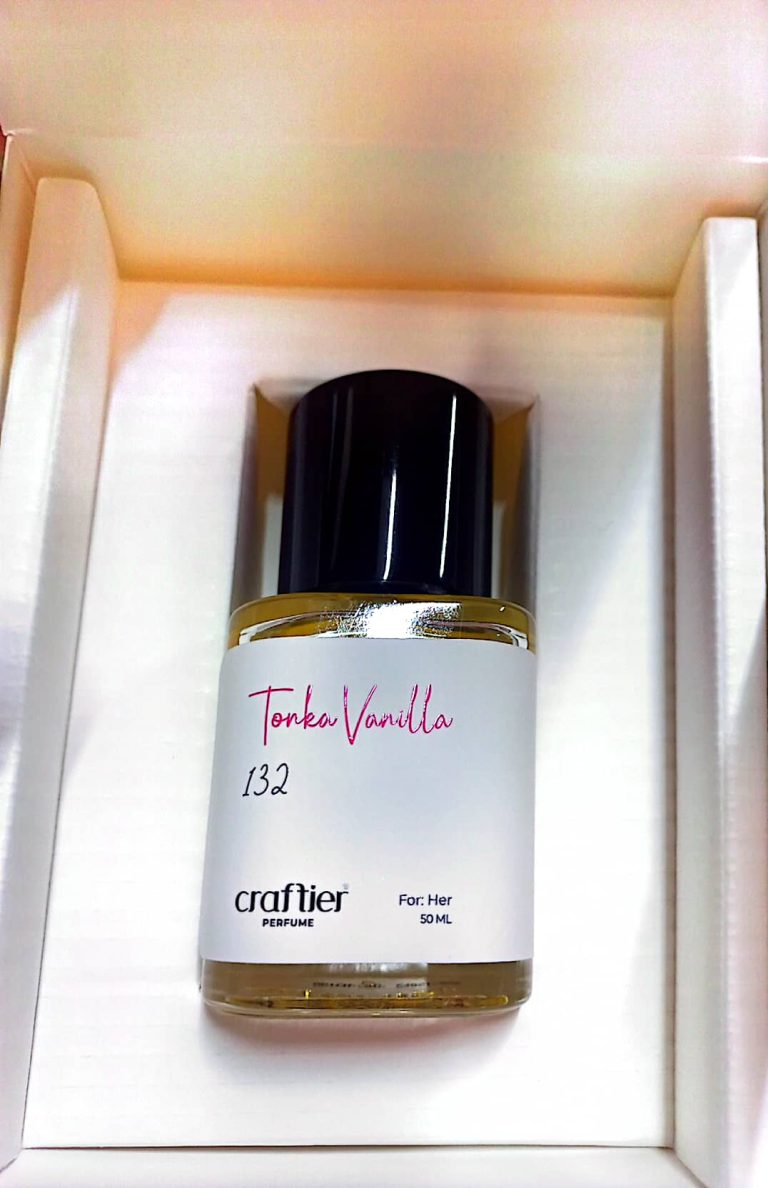 Tonka Vanilla
132
craftier®
PERFUME
For: Her
50 ML